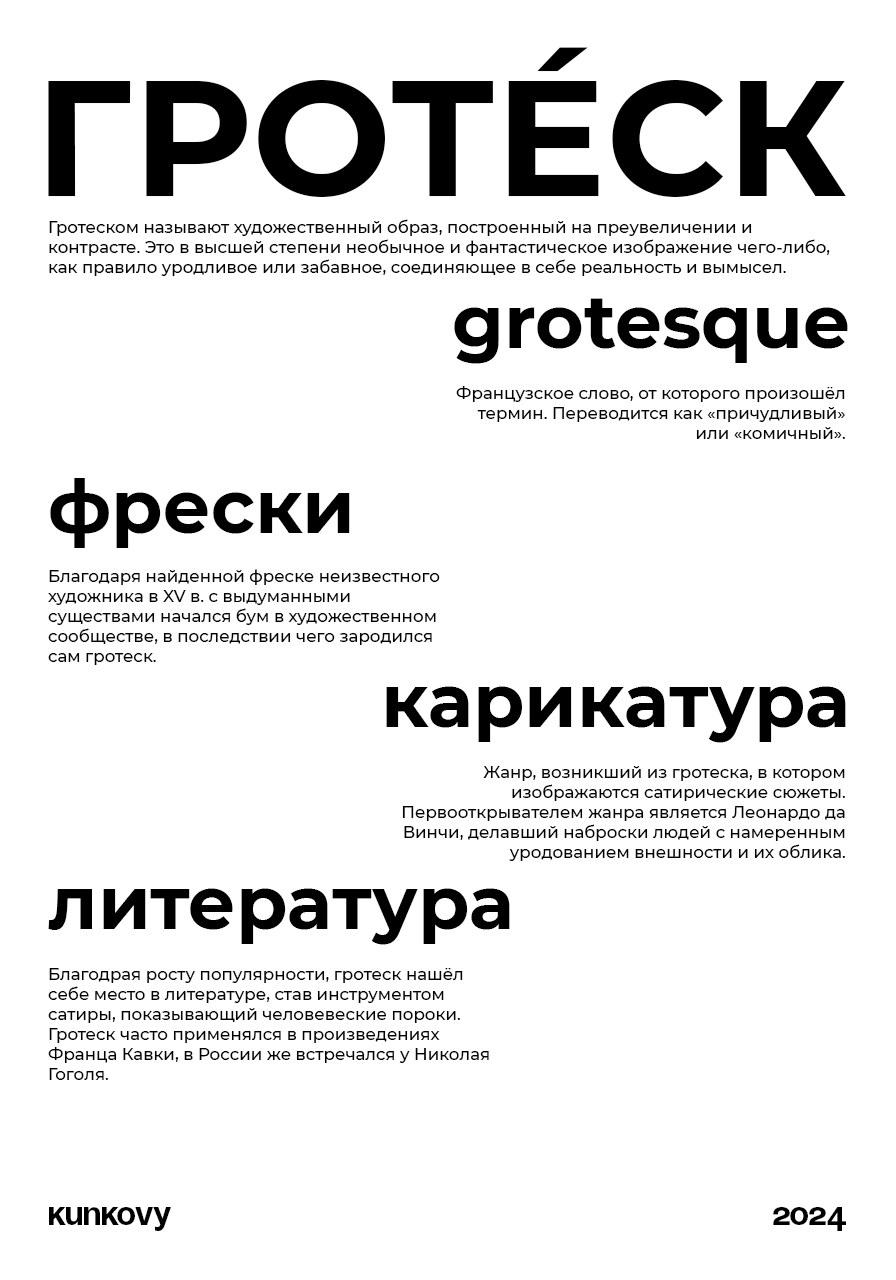 ГРОТЕ́СК
Гротеском называют художественный образ, построенный на преувеличении и
контрасте. Это в высшей степени необычное и фантастическое изображение чего-либо,
как правило уродливое или забавное, соединяющее в себе реальность и вымысел.
grotesque
Французское слово, от которого произошёл
термин. Переводится как «причудливый»
или «комичный».
фрески
Благодаря найденной фреске неизвестного
художника в XV в. с выдуманными
существами начался бум в художественном
сообществе, в последствии чего зародился
сам гротеск.
карикатура
Жанр, возникший из гротеска, в котором
изображаются сатирические сюжеты.
Первооткрывателем жанра является Леонардо да
Винчи, делавший наброски людей с намеренным
уродованием внешности и их облика.
литература
Благодрая росту популярности, гротеск нашёл
себе место в литературе, став инструментом
сатиры, показывающий человевеские пороки.
Гротеск часто применялся в произведениях
Франца Кавки, в России же встречался у Николая
Гоголя.
kunkovy
2024